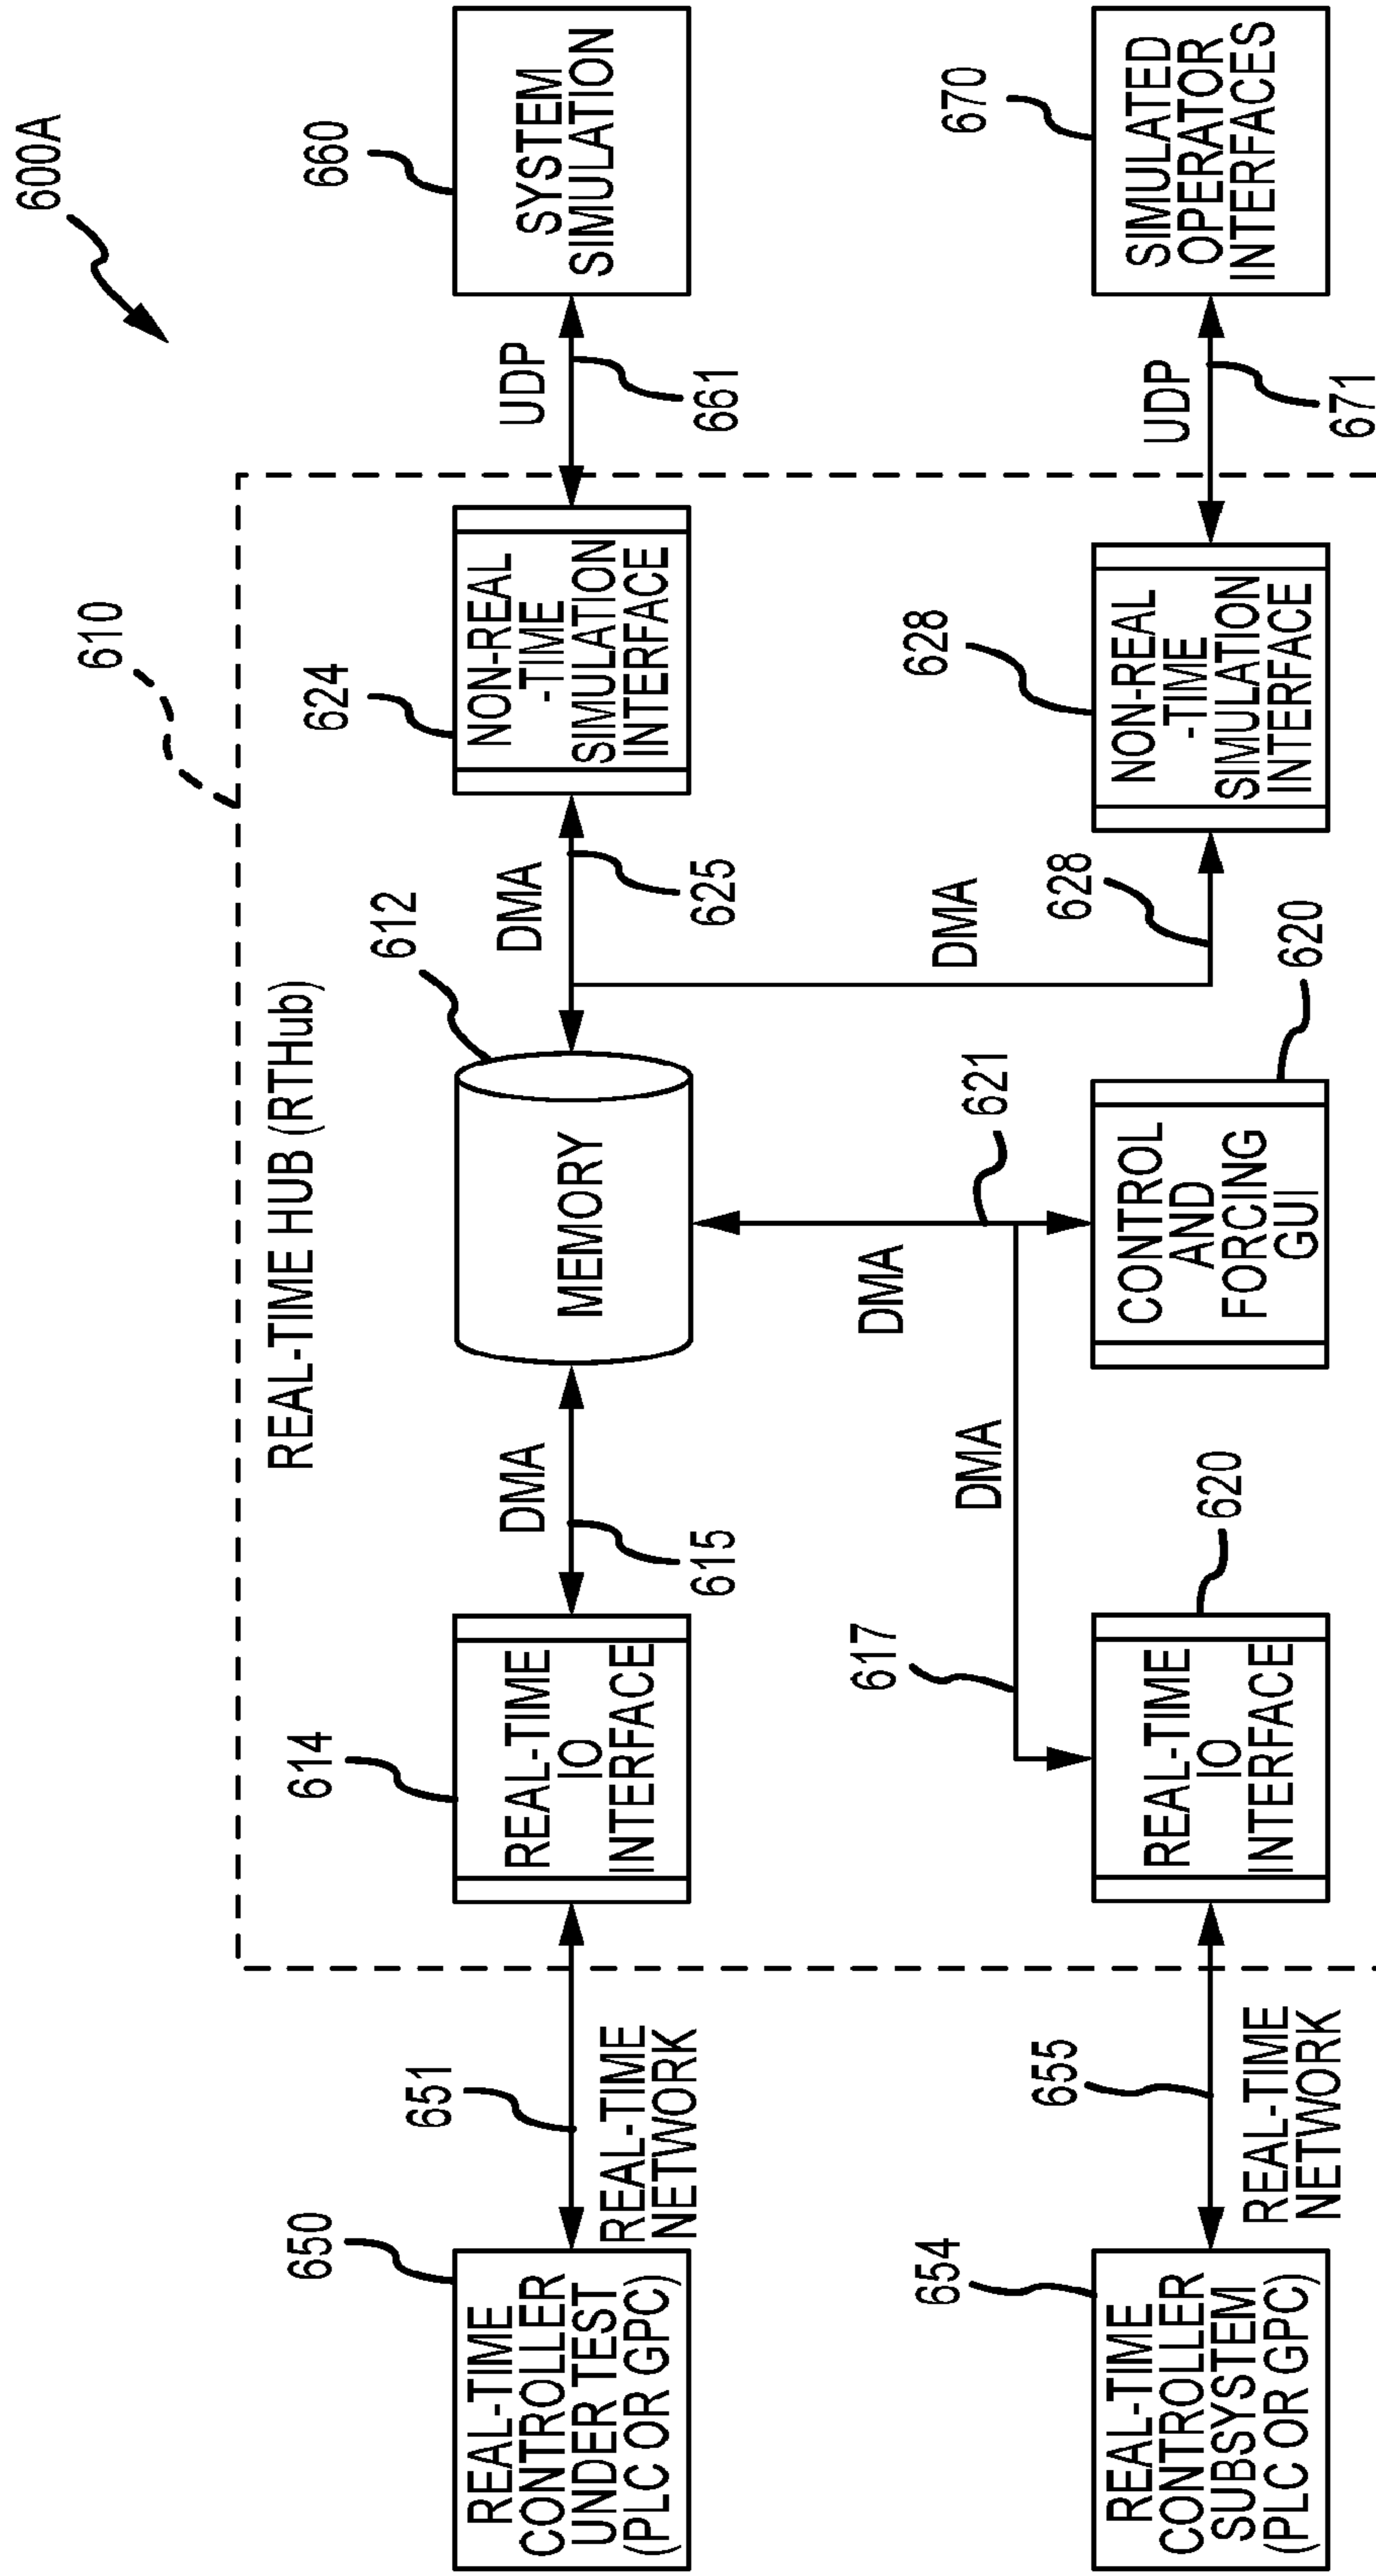 600A
610
REAL-TIME HUB (RTHub)
650
REAL-TIME
CONTROLLER
UNDER TEST
(PLC OR GPC)
651
REAL-TIME
NETWORK
614
REAL-TIME
IO
INTERFACE
DMA
615
612
MEMORY
DMA
625
624
NON-REAL
-TIME
SIMULATION
INTERFACE
UDP
661
660
SYSTEM
SIMULATION
654
REAL-TIME
CONTROLLER
SUBSYSTEM
(PLC OR GPC)
655
REAL-TIME
NETWORK
617
REAL-TIME
IO
INTERFACE
620
DMA
DMA
621
CONTROL
AND
FORCING
GUI
620
DMA
628
628
NON-REAL
-TIME
SIMULATION
INTERFACE
UDP
671
670
SIMULATED
OPERATOR
INTERFACES